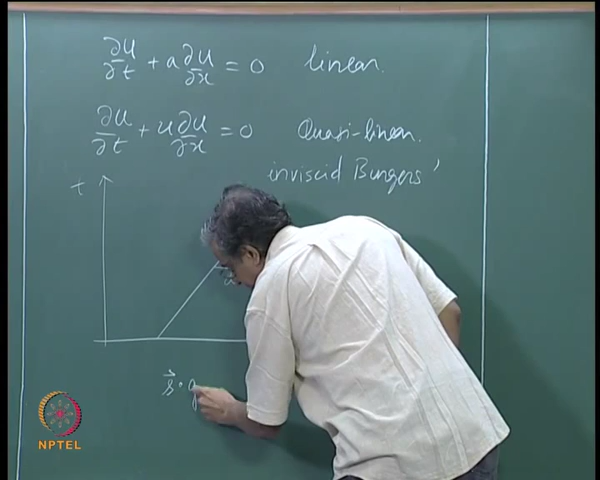 ∂u/∂t + a ∂u/∂x = 0 linear.
∂u/∂t + u ∂u/∂x = 0 Quasi-linear.
inviscid Burgers'
t
s⃗ · g
NPTEL